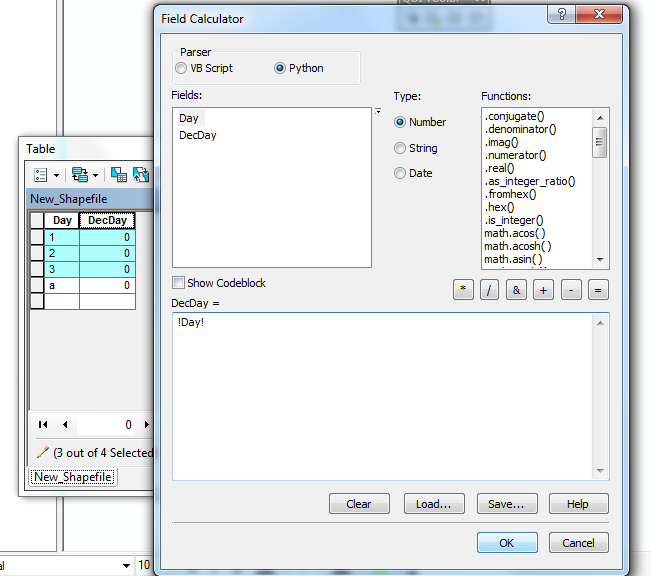 Field Calculator
Parser
VB Script
Python
Fields:
Day
DecDay
Type:
Number
String
Date
Functions:
.conjugate()
.denominator()
.imag()
.numerator()
.real()
.as_integer_ratio()
.fromhex()
.hex()
.is_integer()
math.acos( )
math.acosh( )
math.asin( )
Show Codeblock
* / & + - =
DecDay =
!Day!
Clear
Load...
Save...
Help
OK
Cancel
Table
New_Shapefile
Day DecDay
1 0
2 0
3 0
a 0
0
(3 out of 4 Selected
New_Shapefile
10